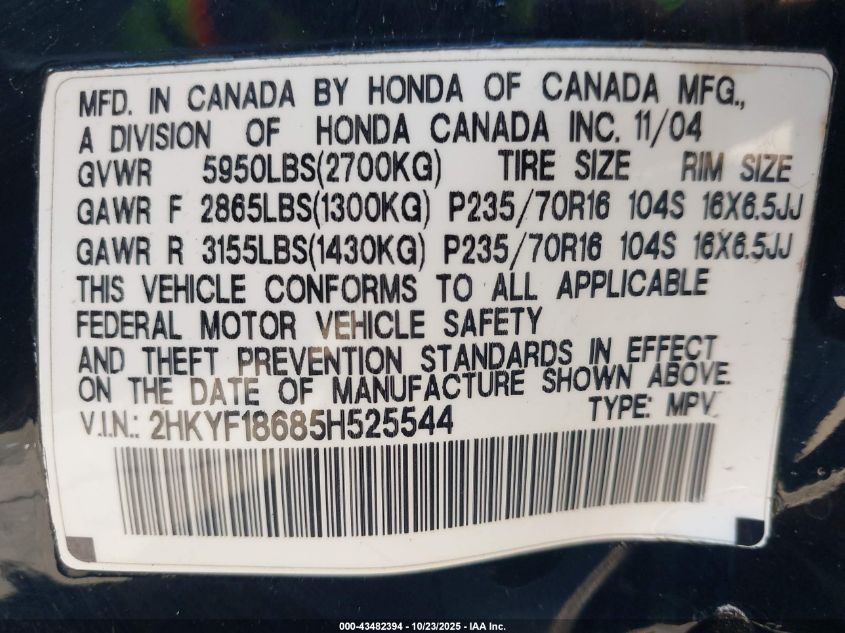 MFD. IN CANADA BY HONDA OF CANADA MFG.,
A DIVISION OF HONDA CANADA INC. 11/04
GVWR 5950LBS(2700KG) TIRE SIZE RIM SIZE
GAWR F 2865LBS(1300KG) P235/70R16 104S 16X6.5JJ
GAWR R 3155LBS(1430KG) P235/70R16 104S 16X6.5JJ
THIS VEHICLE CONFORMS TO ALL APPLICABLE
FEDERAL MOTOR VEHICLE SAFETY
AND THEFT PREVENTION STANDARDS IN EFFECT
ON THE DATE OF MANUFACTURE SHOWN ABOVE.
V.I.N.: 2HKYF18685H525544 TYPE: MPV
000-43482394 - 10/23/2025 - IAA Inc.